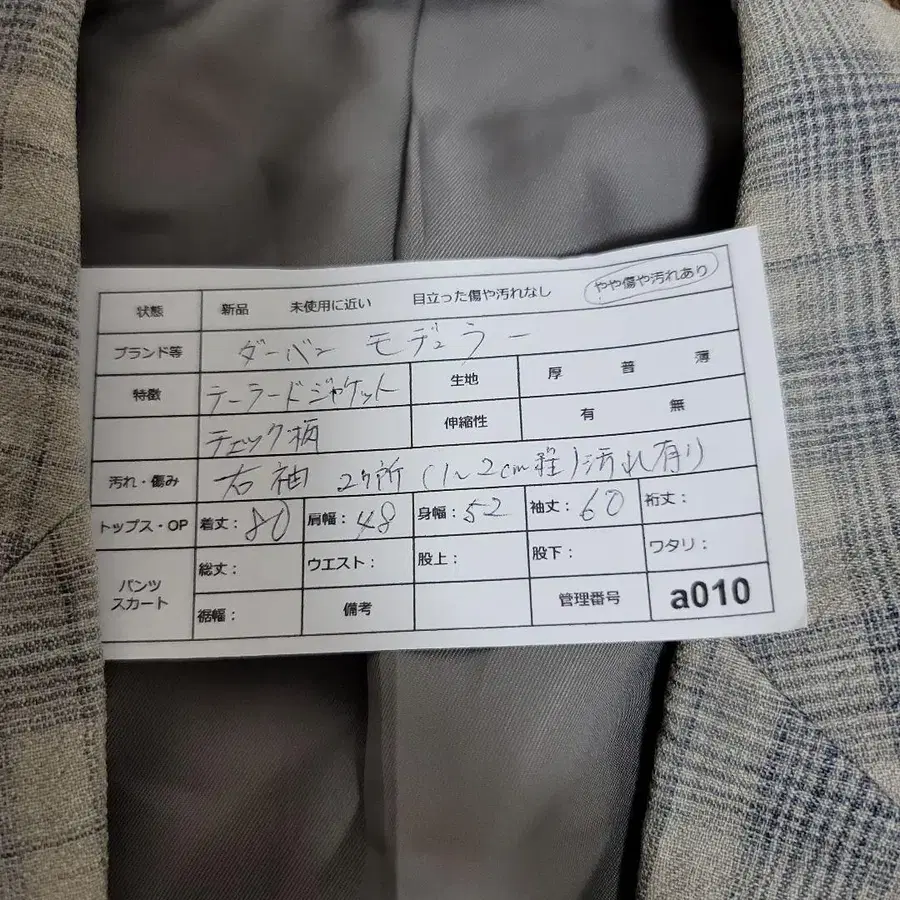 状態 新品 未使用に近い 目立った傷や汚れなし やや傷や汚れあり
ブランド等 ダーバン モデュラー
特徴 テーラードジャケット 生地 厚 普 薄
チェック柄 伸縮性 有 無
汚れ・傷み 右袖 2ケ所(1~2cm程)汚れ有り
トップス・OP 着丈: 80 肩幅: 48 身幅: 52 袖丈: 60 裄丈:
パンツ 総丈: ウエスト: 股上: 股下: ワタリ:
スカート 裾幅: 備考 管理番号 a010